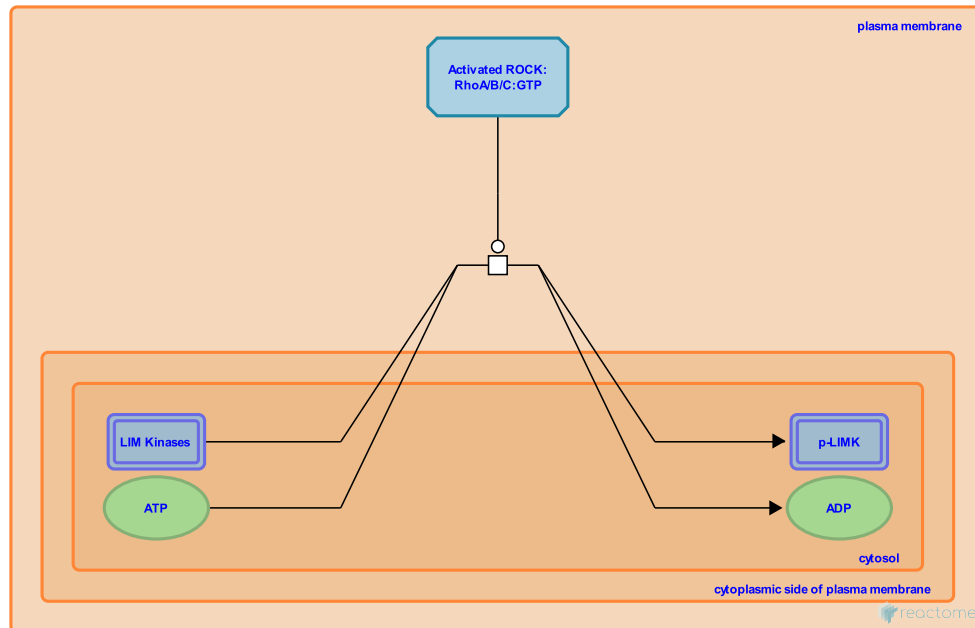 plasma membrane
Activated ROCK:
RhoA/B/C:GTP
LIM Kinases
p-LIMK
ATP
ADP
cytosol
cytoplasmic side of plasma membrane
reactome